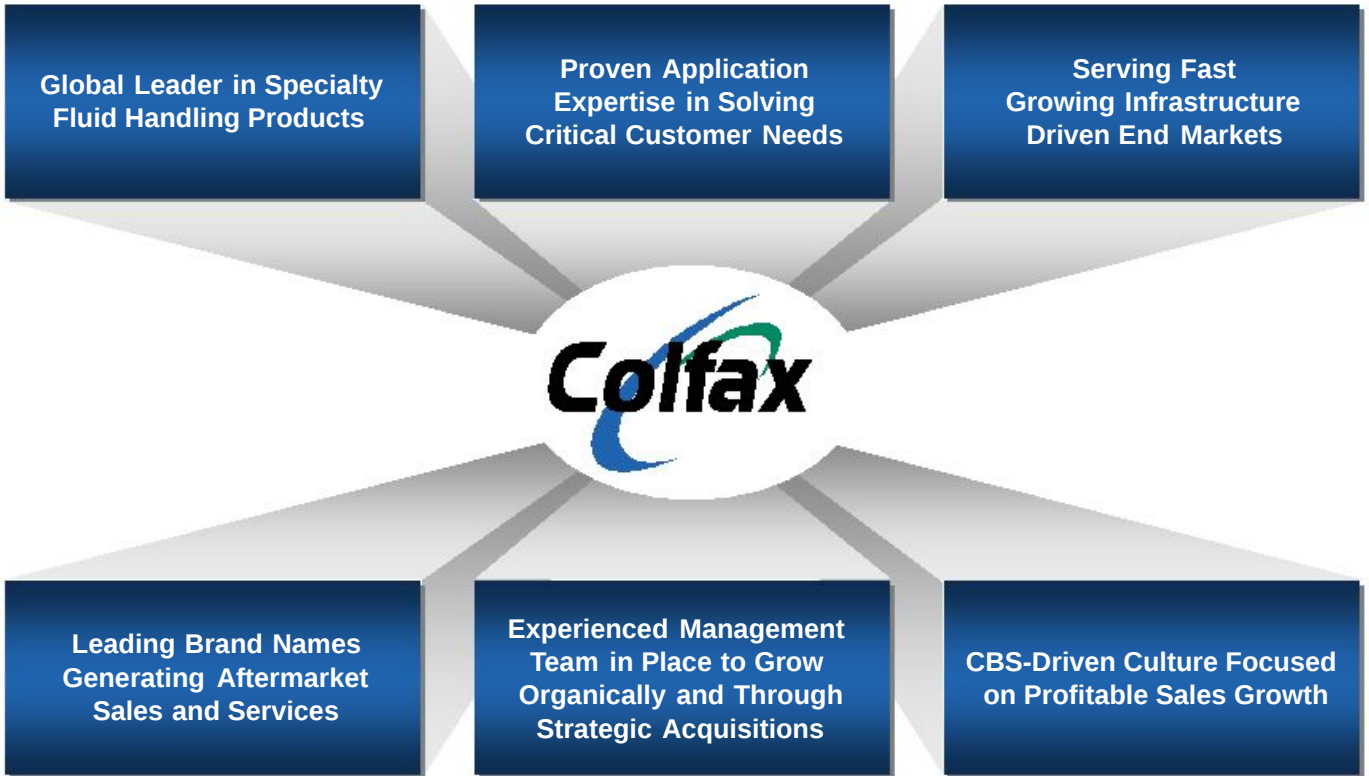 Global Leader in Specialty
Fluid Handling Products
Proven Application
Expertise in Solving
Critical Customer Needs
Serving Fast
Growing Infrastructure
Driven End Markets
Colfax
Leading Brand Names
Generating Aftermarket
Sales and Services
Experienced Management
Team in Place to Grow
Organically and Through
Strategic Acquisitions
CBS-Driven Culture Focused
on Profitable Sales Growth